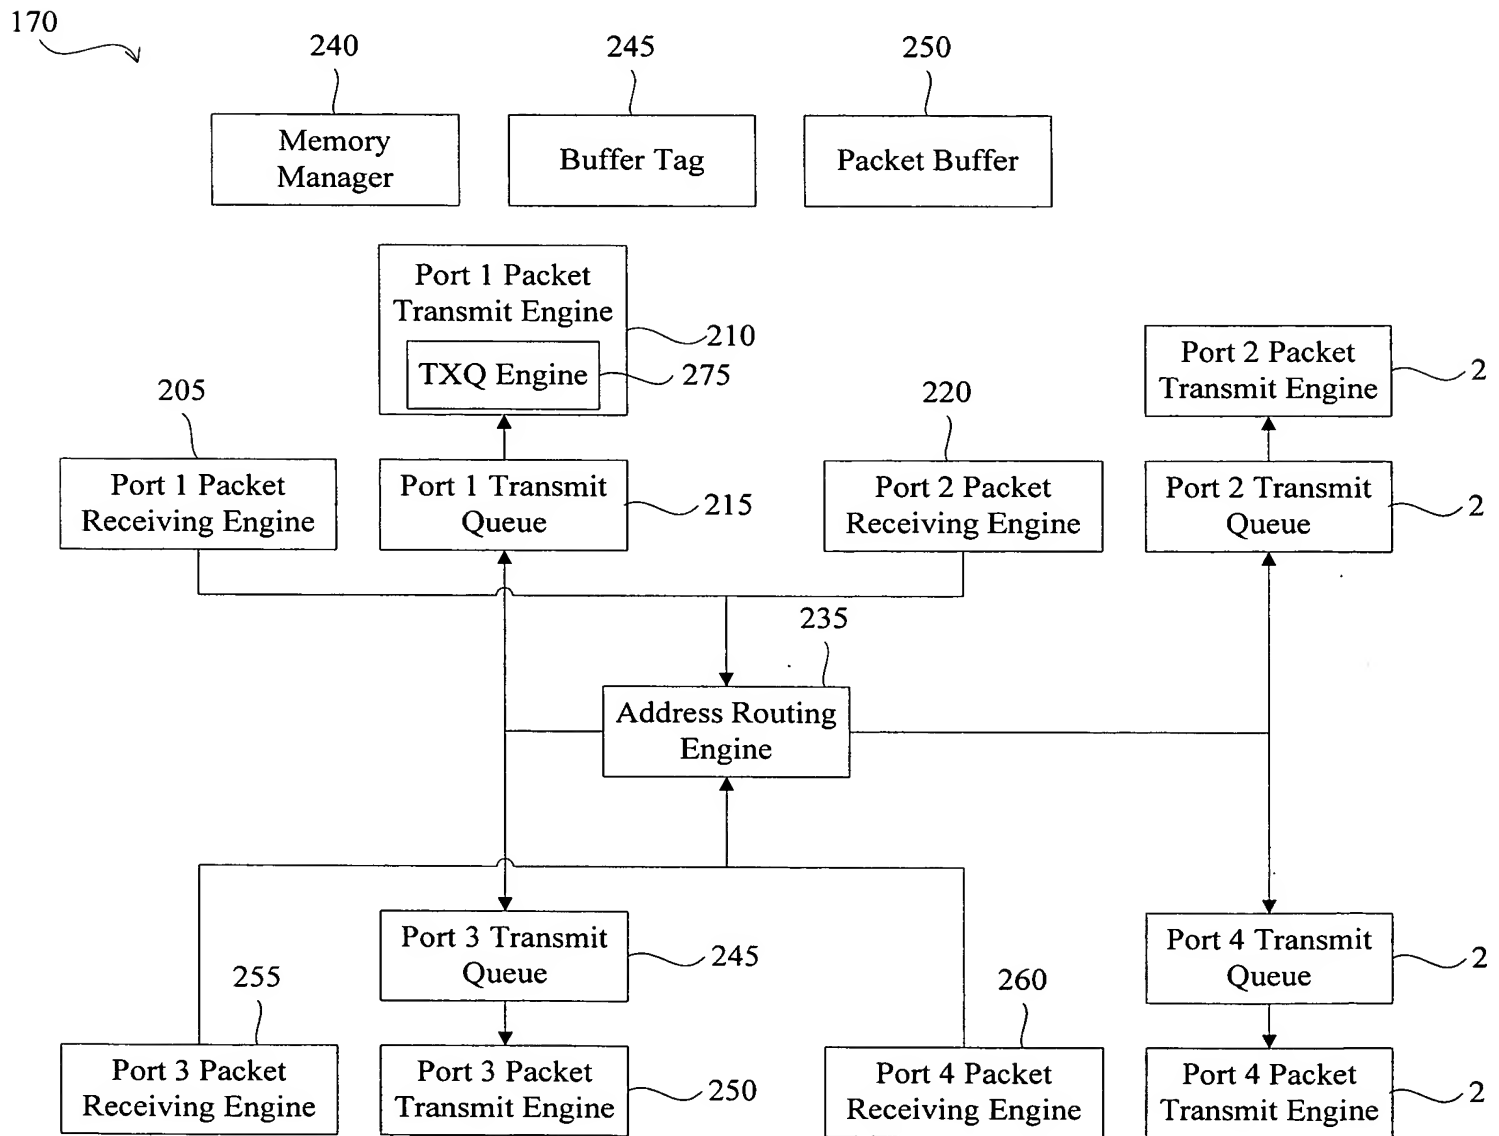 170
240
245
250
Memory
Manager
Buffer Tag
Packet Buffer
Port 1 Packet
Transmit Engine
210
TXQ Engine
275
Port 2 Packet
Transmit Engine
2
205
220
Port 1 Packet
Receiving Engine
Port 1 Transmit
Queue
215
Port 2 Packet
Receiving Engine
Port 2 Transmit
Queue
2
235
Address Routing
Engine
Port 3 Transmit
Queue
245
Port 4 Transmit
Queue
2
255
260
Port 3 Packet
Receiving Engine
Port 3 Packet
Transmit Engine
250
Port 4 Packet
Receiving Engine
Port 4 Packet
Transmit Engine
2